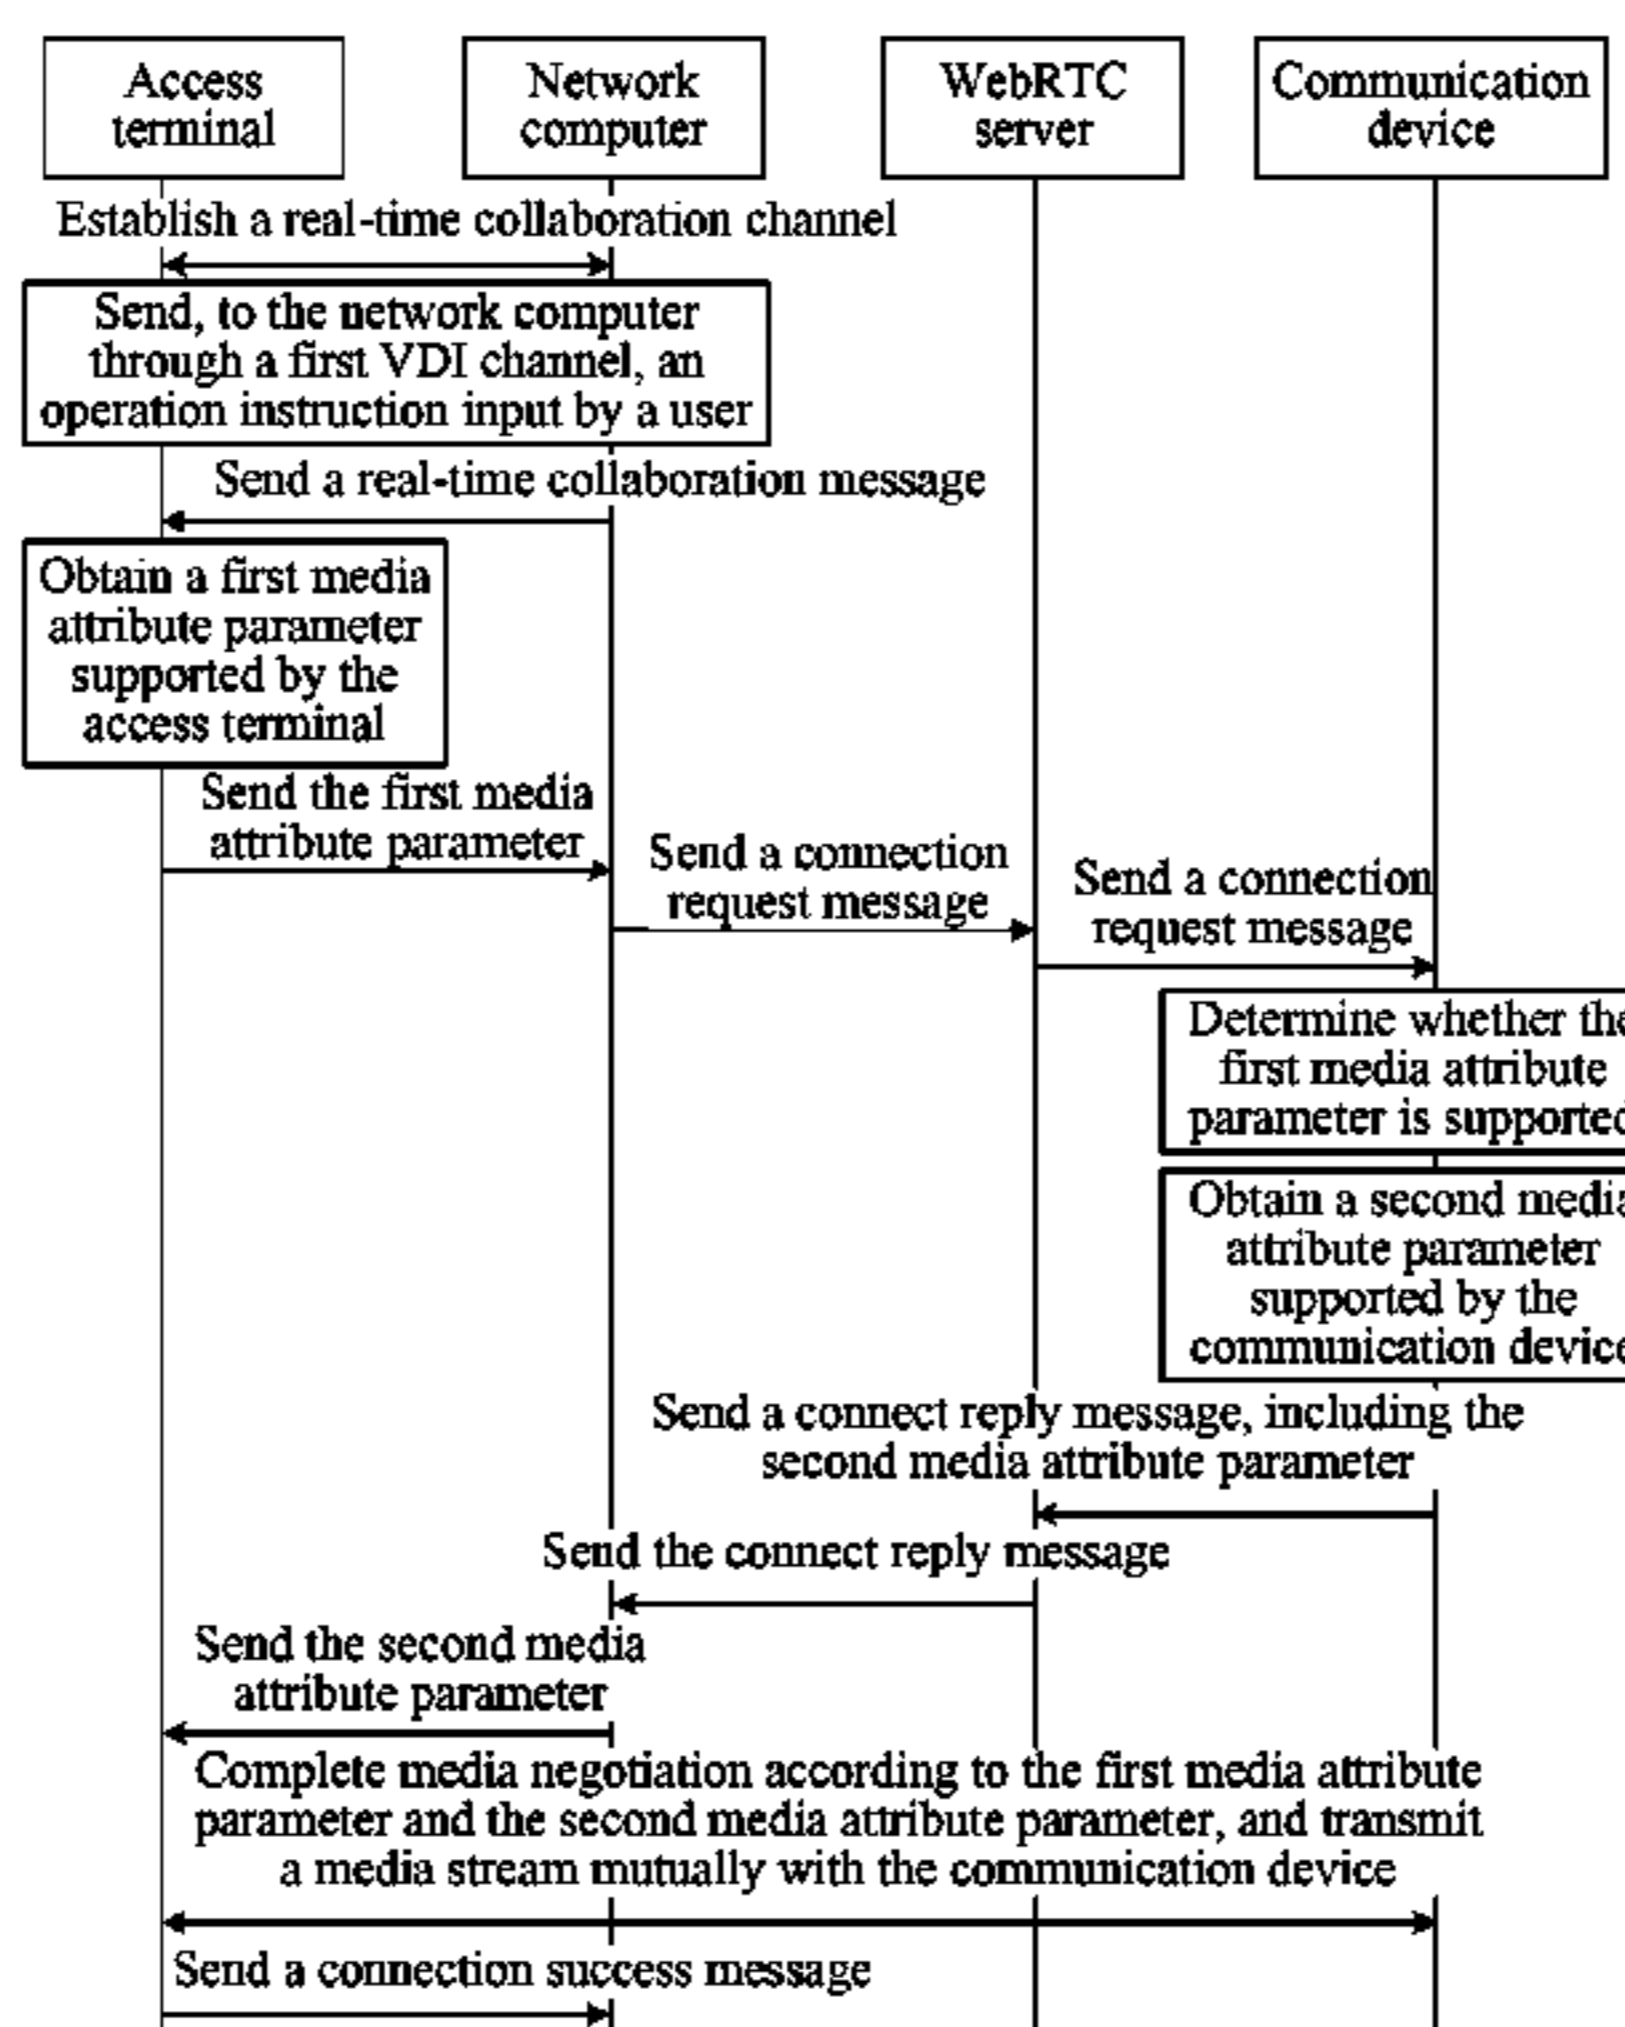 Access
terminal
Network
computer
WebRTC
server
Communication
device
Establish a real-time collaboration channel
Send, to the network computer
through a first VDI channel, an
operation instruction input by a user
Send a real-time collaboration message
Obtain a first media
attribute parameter
supported by the
access terminal
Send the first media
attribute parameter
Send a connection
request message
Send a connection
request message
Determine whether the
first media attribute
parameter is supported
Obtain a second media
attribute parameter
supported by the
communication device
Send a connect reply message, including the
second media attribute parameter
Send the connect reply message
Send the second media
attribute parameter
Complete media negotiation according to the first media attribute
parameter and the second media attribute parameter, and transmit
a media stream mutually with the communication device
Send a connection success message